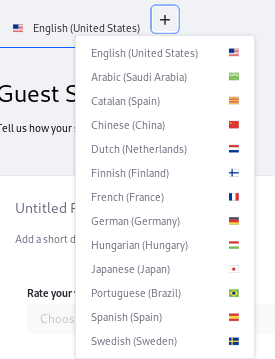 English (United States)
+
English (United States)
Arabic (Saudi Arabia)
Catalan (Spain)
Chinese (China)
Dutch (Netherlands)
Finnish (Finland)
French (France)
German (Germany)
Hungarian (Hungary)
Japanese (Japan)
Portuguese (Brazil)
Spanish (Spain)
Swedish (Sweden)
Guest S
Tell us how your
Untitled
Add a short d
Rate your
Choos